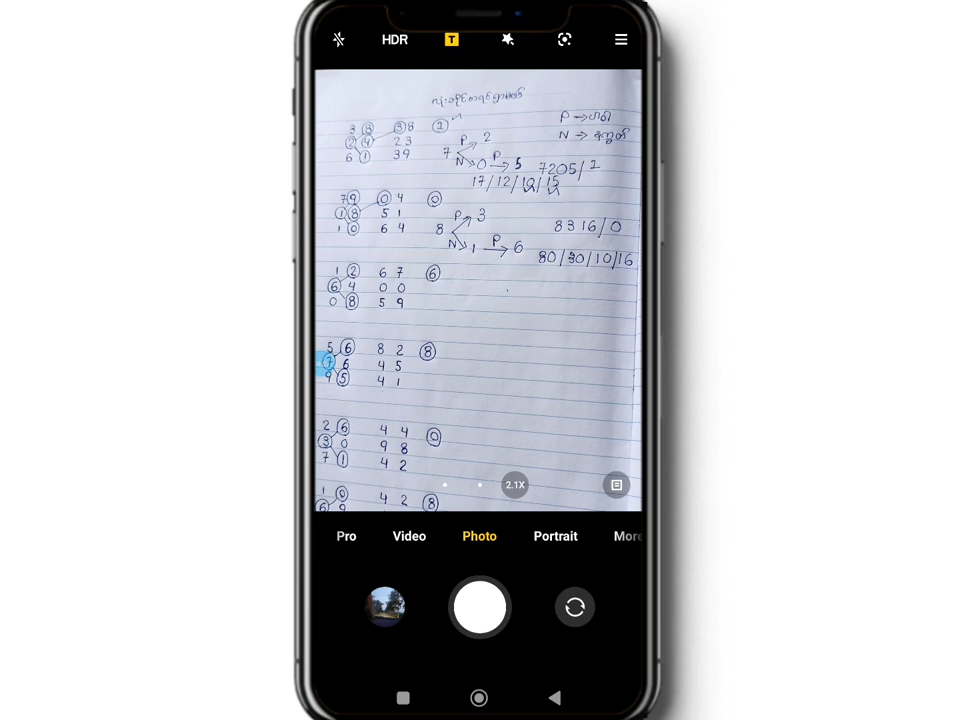 HDR T
P → ပါဝါ
N → နက္ခတ်
3 8 3 8 1
2 4 2 3
6 1 3 9
7 P 2
N 0 P → 5 7205/1
17/12/10/15
7 9 0 4 0
1 8 5 1
1 0 6 4
8 P 3 8316/0
N 1 P → 6
80/30/10/16
1 2 6 7 6
6 4 0 0
0 8 5 9
5 6 8 2 8
7 6 4 5
9 5 4 1
2 6 4 4 0
3 0 9 8
7 1 4 2
1 0 4 2 8
6 9
2.1X
Pro Video Photo Portrait More